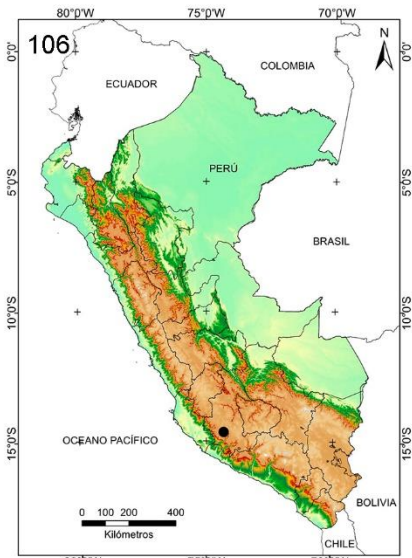 80°0'W 75°0'W 70°0'W
106
N
0°0'
0°0'
COLOMBIA
ECUADOR
PERÚ
5°0'S
5°0'S
BRASIL
10°0'S
10°0'S
15°0'S
15°0'S
OCEANO PACÍFICO
BOLIVIA
0 100 200 400
Kilómetros
CHILE